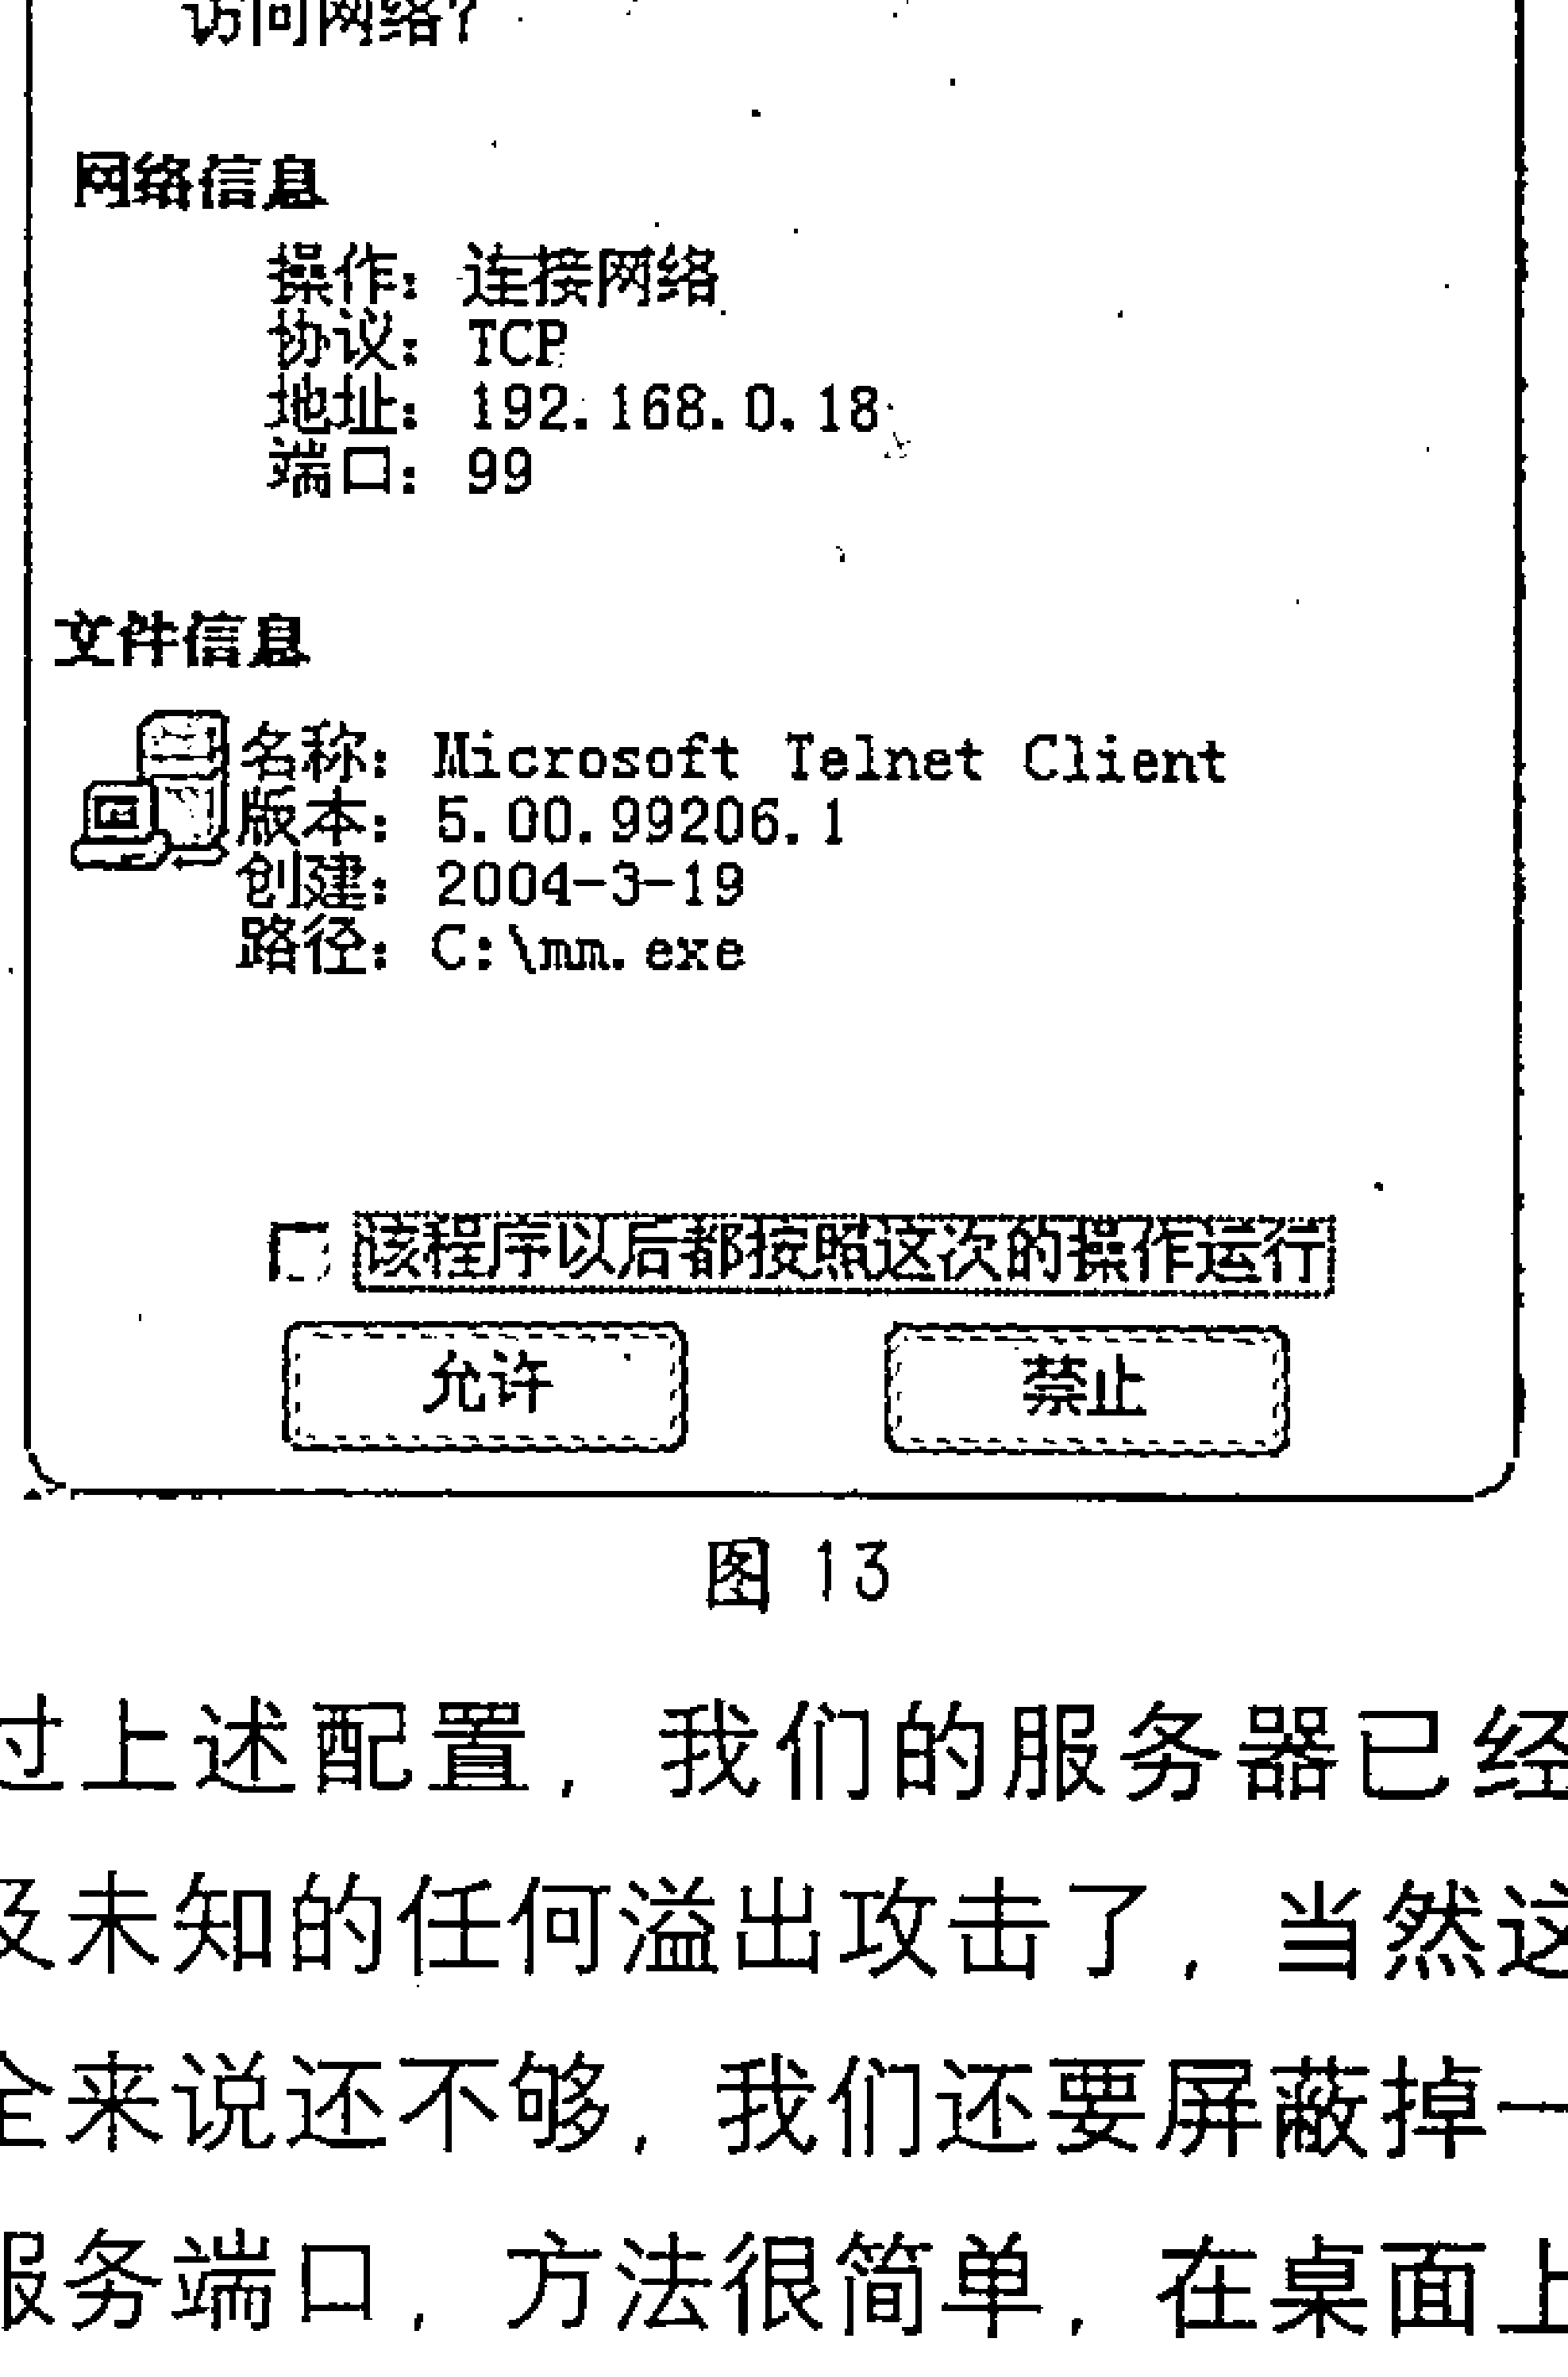 访问网络?
网络信息
操作: 连接网络
协议: TCP
地址: 192.168.0.18
端口: 99
文件信息
名称: Microsoft Telnet Client
版本: 5.00.99206.1
创建: 2004-3-19
路径: C:\mm.exe
该程序以后都按照这次的操作运行
允许 禁止
图 13
过上述配置, 我们的服务器已经
及未知的任何溢出攻击了, 当然这
全来说还不够, 我们还要屏蔽掉一
服务端口, 方法很简单, 在桌面上